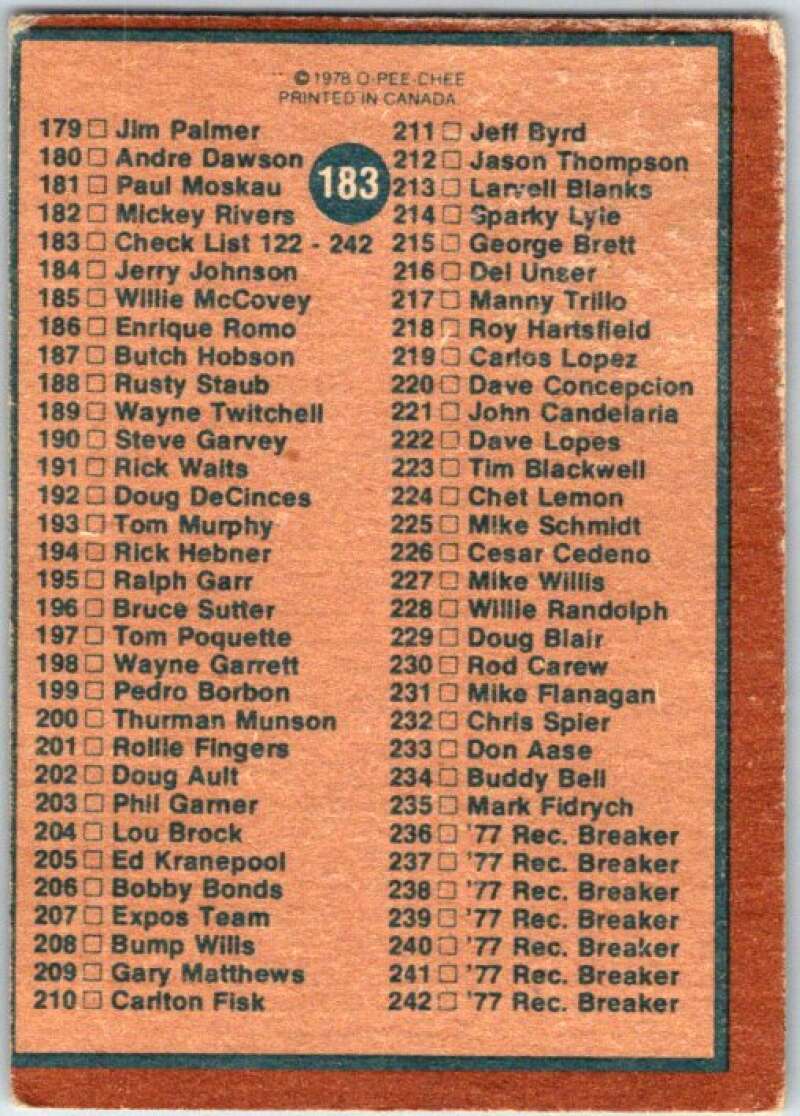 © 1978 O-PEE-CHEE
PRINTED IN CANADA
183
179 □ Jim Palmer
180 □ Andre Dawson
181 □ Paul Moskau
182 □ Mickey Rivers
183 □ Check List 122 - 242
184 □ Jerry Johnson
185 □ Willie McCovey
186 □ Enrique Romo
187 □ Butch Hobson
188 □ Rusty Staub
189 □ Wayne Twitchell
190 □ Steve Garvey
191 □ Rick Waits
192 □ Doug DeCinces
193 □ Tom Murphy
194 □ Rick Hebner
195 □ Ralph Garr
196 □ Bruce Sutter
197 □ Tom Poquette
198 □ Wayne Garrett
199 □ Pedro Borbon
200 □ Thurman Munson
201 □ Rollie Fingers
202 □ Doug Ault
203 □ Phil Garner
204 □ Lou Brock
205 □ Ed Kranepool
206 □ Bobby Bonds
207 □ Expos Team
208 □ Bump Wills
209 □ Gary Matthews
210 □ Carlton Fisk
211 □ Jeff Byrd
212 □ Jason Thompson
213 □ Larvell Blanks
214 □ Sparky Lyle
215 □ George Brett
216 □ Del Unser
217 □ Manny Trillo
218 □ Roy Hartsfield
219 □ Carlos Lopez
220 □ Dave Concepcion
221 □ John Candelaria
222 □ Dave Lopes
223 □ Tim Blackwell
224 □ Chet Lemon
225 □ Mike Schmidt
226 □ Cesar Cedeno
227 □ Mike Willis
228 □ Willie Randolph
229 □ Doug Blair
230 □ Rod Carew
231 □ Mike Flanagan
232 □ Chris Spier
233 □ Don Aase
234 □ Buddy Bell
235 □ Mark Fidrych
236 □ '77 Rec. Breaker
237 □ '77 Rec. Breaker
238 □ '77 Rec. Breaker
239 □ '77 Rec. Breaker
240 □ '77 Rec. Breaker
241 □ '77 Rec. Breaker
242 □ '77 Rec. Breaker